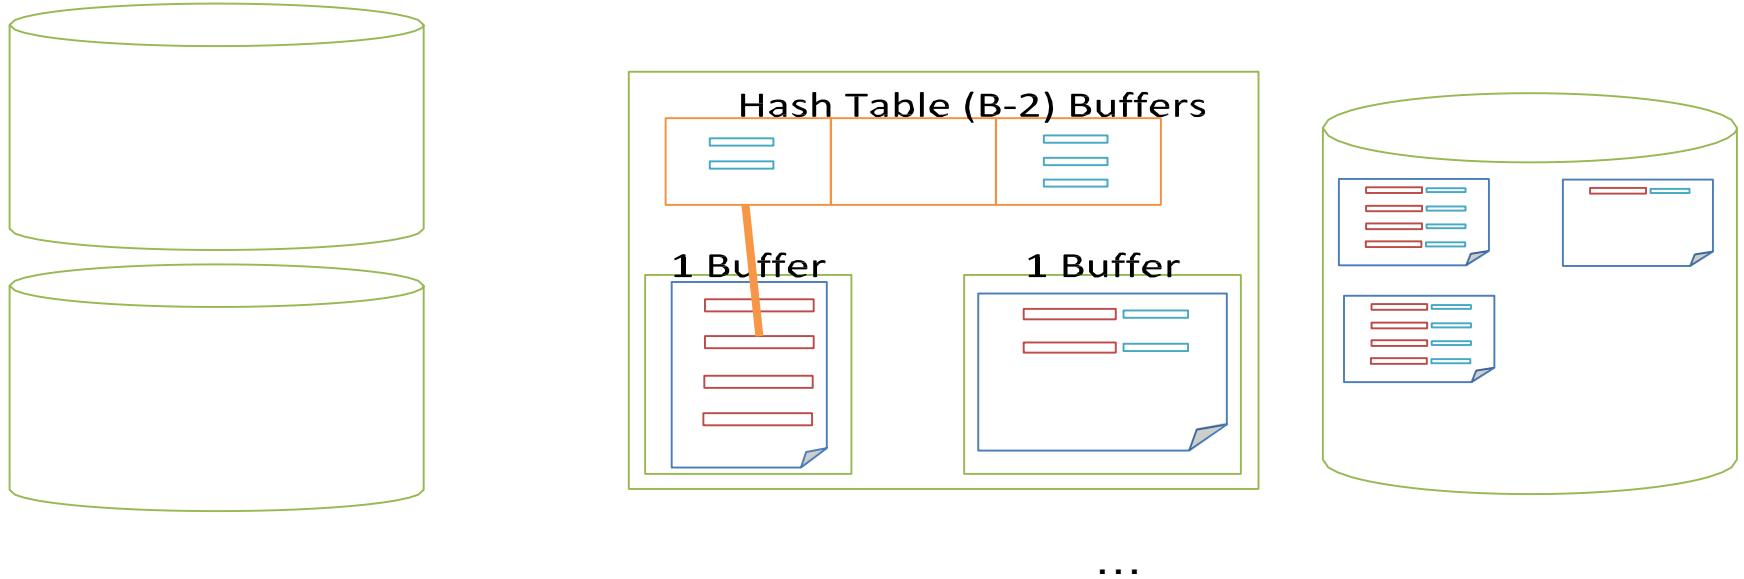 Hash Table (B-2) Buffers
1 Buffer
1 Buffer
...